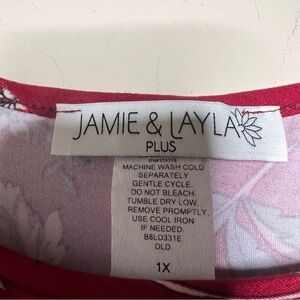 JAMIE & LAYLA
PLUS
MACHINE WASH COLD
SEPARATELY
GENTLE CYCLE.
DO NOT BLEACH.
TUMBLE DRY LOW,
REMOVE PROMPTLY.
USE COOL IRON
IF NEEDED
B8LD331E
DLD
1X